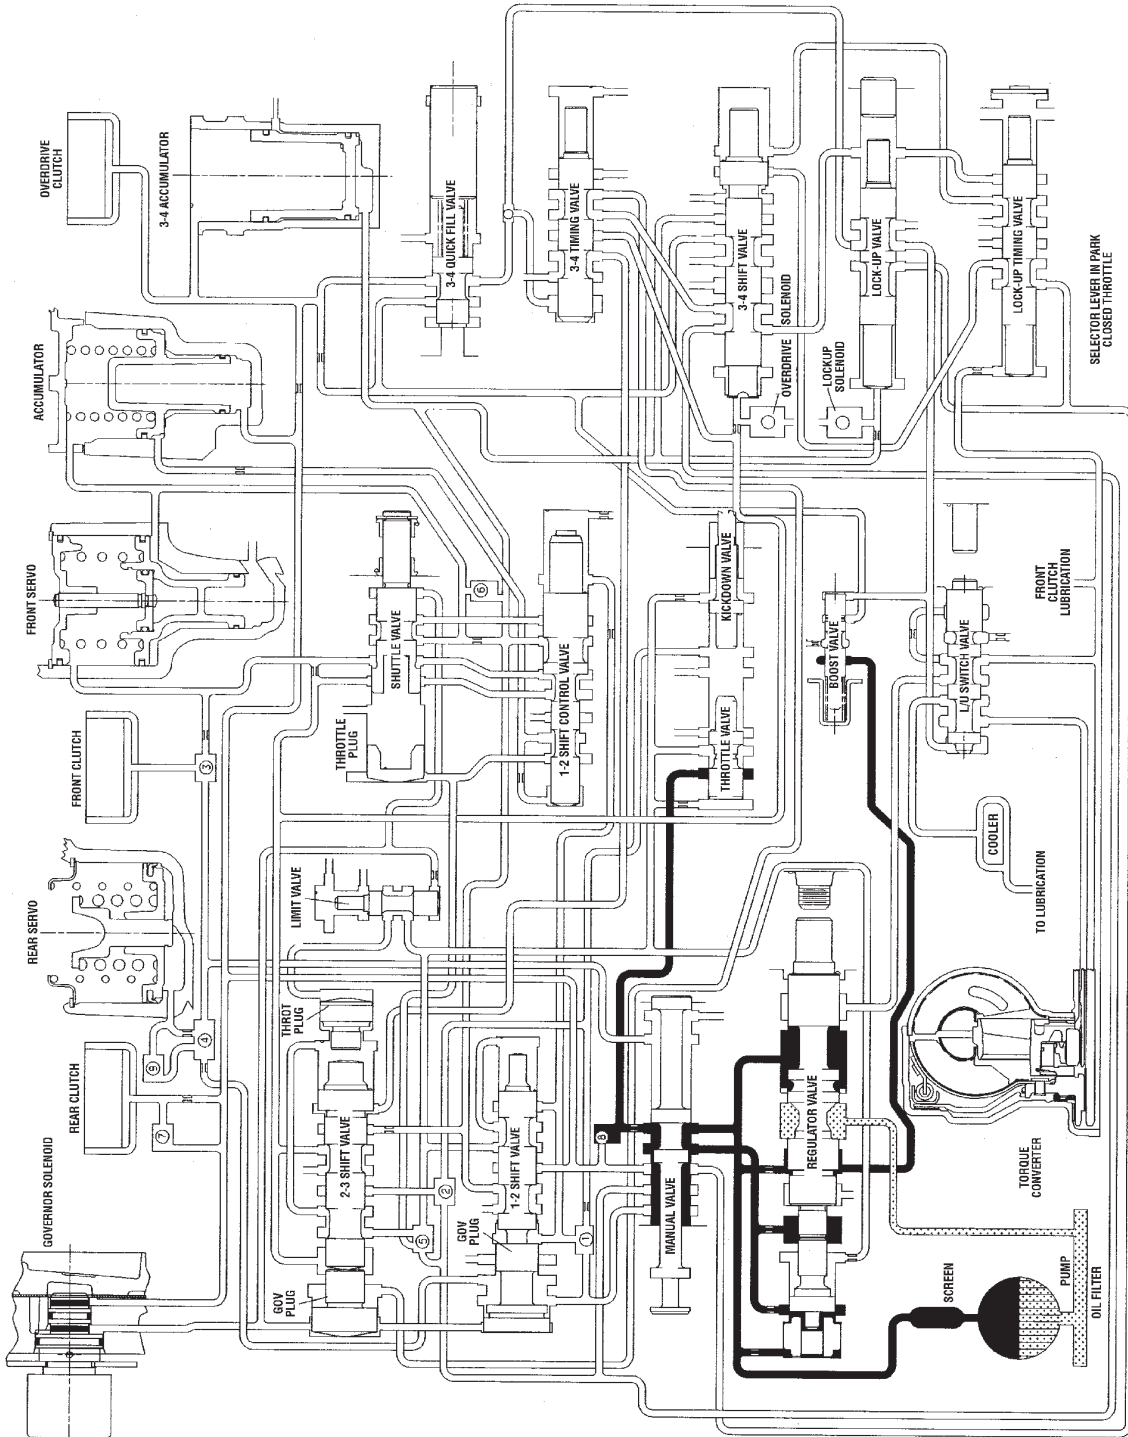 GOVERNOR SOLENOID
REAR CLUTCH
REAR SERVO
FRONT CLUTCH
FRONT SERVO
ACCUMULATOR
OVERDRIVE
CLUTCH
3-4 ACCUMULATOR
7
9
4
3
GOV
PLUG
2-3 SHIFT VALVE
THROT
PLUG
LIMIT VALVE
THROTTLE
PLUG
SHUTTLE VALVE
6
3-4 QUICK FILL VALVE
5
2
GOV
PLUG
1-2 SHIFT VALVE
1-2 SHIFT CONTROL VALVE
3-4 TIMING VALVE
1
8
MANUAL VALVE
THROTTLE VALVE
KICKDOWN VALVE
3-4 SHIFT VALVE
OVERDRIVE SOLENOID
REGULATOR VALVE
BOOST VALVE
LOCKUP
SOLENOID
LOCK-UP VALVE
SCREEN
L/U SWITCH VALVE
COOLER
LOCK-UP TIMING VALVE
TORQUE
CONVERTER
TO LUBRICATION
FRONT
CLUTCH
LUBRICATION
PUMP
OIL FILTER
SELECTOR LEVER IN PARK
CLOSED THROTTLE